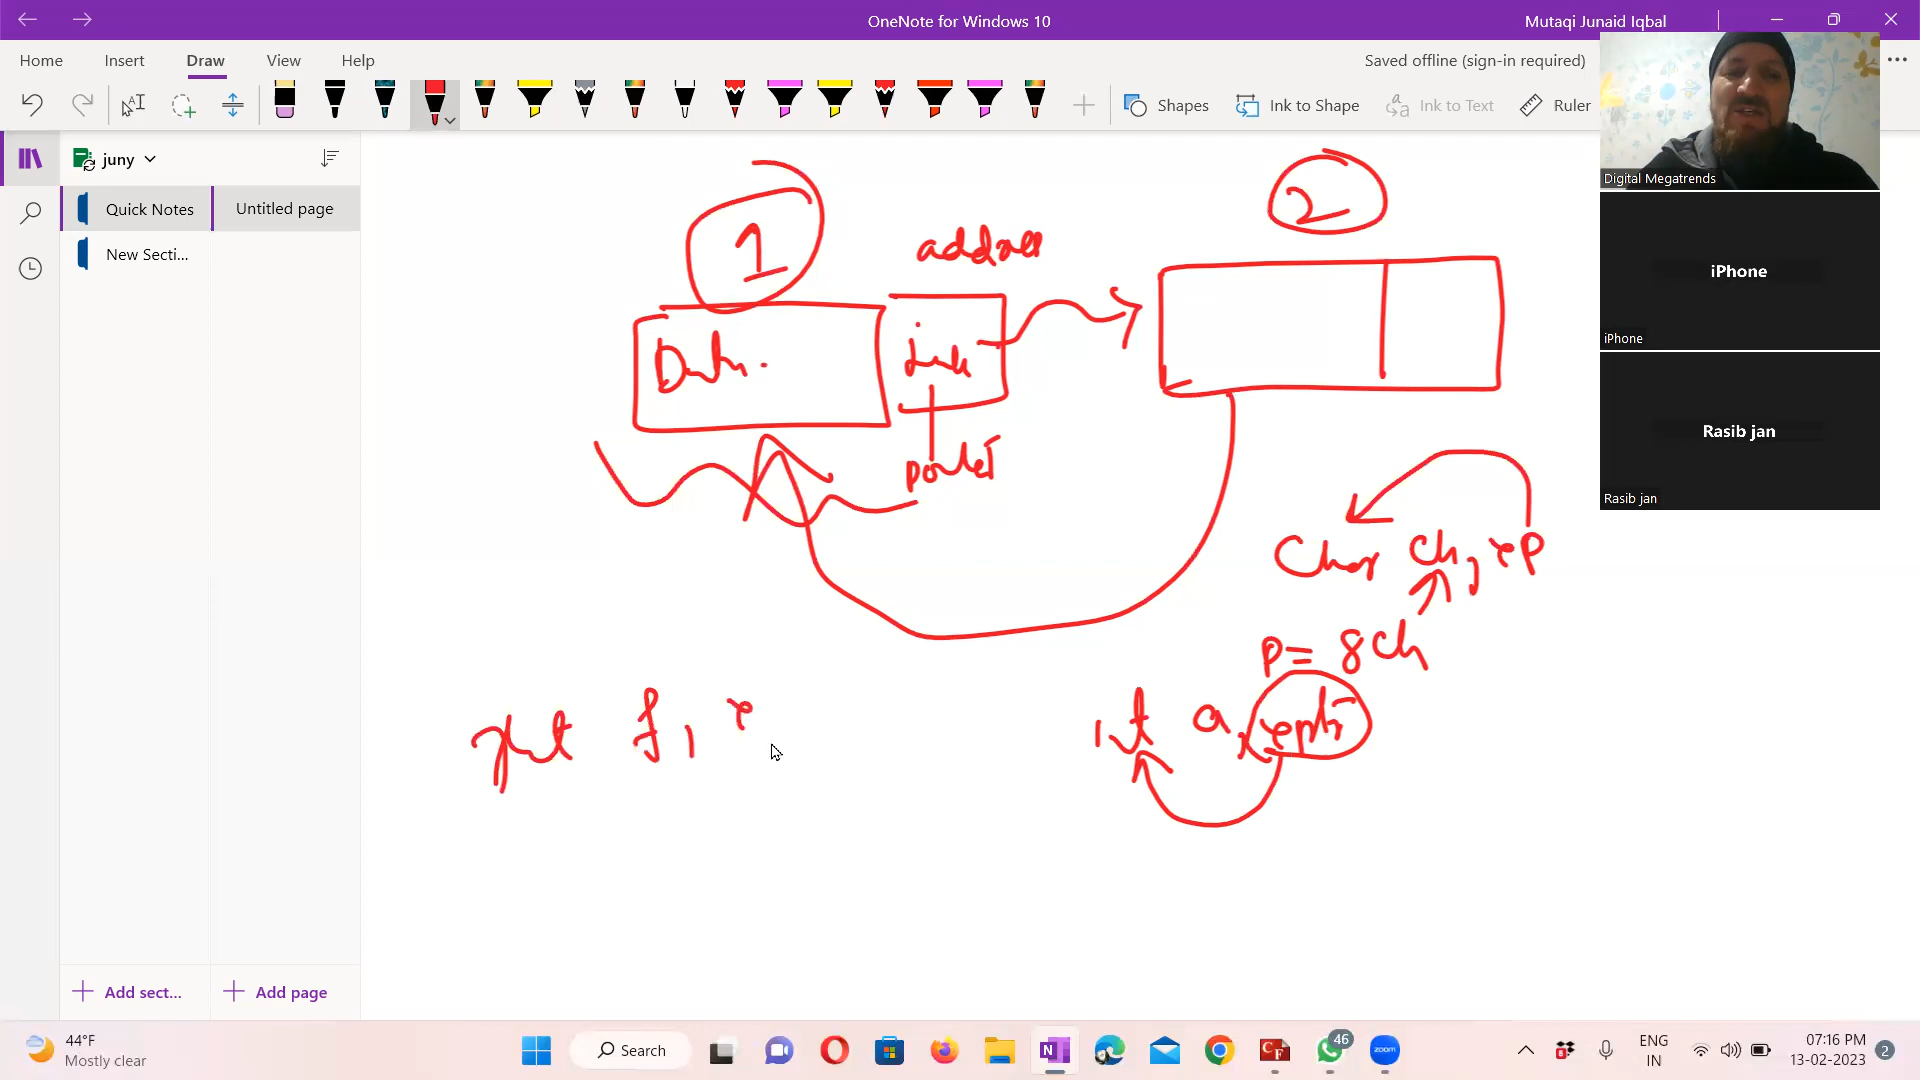 OneNote for Windows 10
Mutaqi Junaid Iqbal
Home Insert Draw View Help
Saved offline (sign-in required)
Shapes
Ink to Shape
Ink to Text
Ruler
juny
Quick Notes
Untitled page
New Secti...
Digital Megatrends
iPhone
iPhone
Rasib jan
Rasib jan
1
2
address
Data
Link
Char ch, *P
P = &ch
int a, *ptr
f, *
Add sect...
Add page
44°F
Mostly clear
Search
46
zoom
ENG
IN
07:16 PM
13-02-2023
2